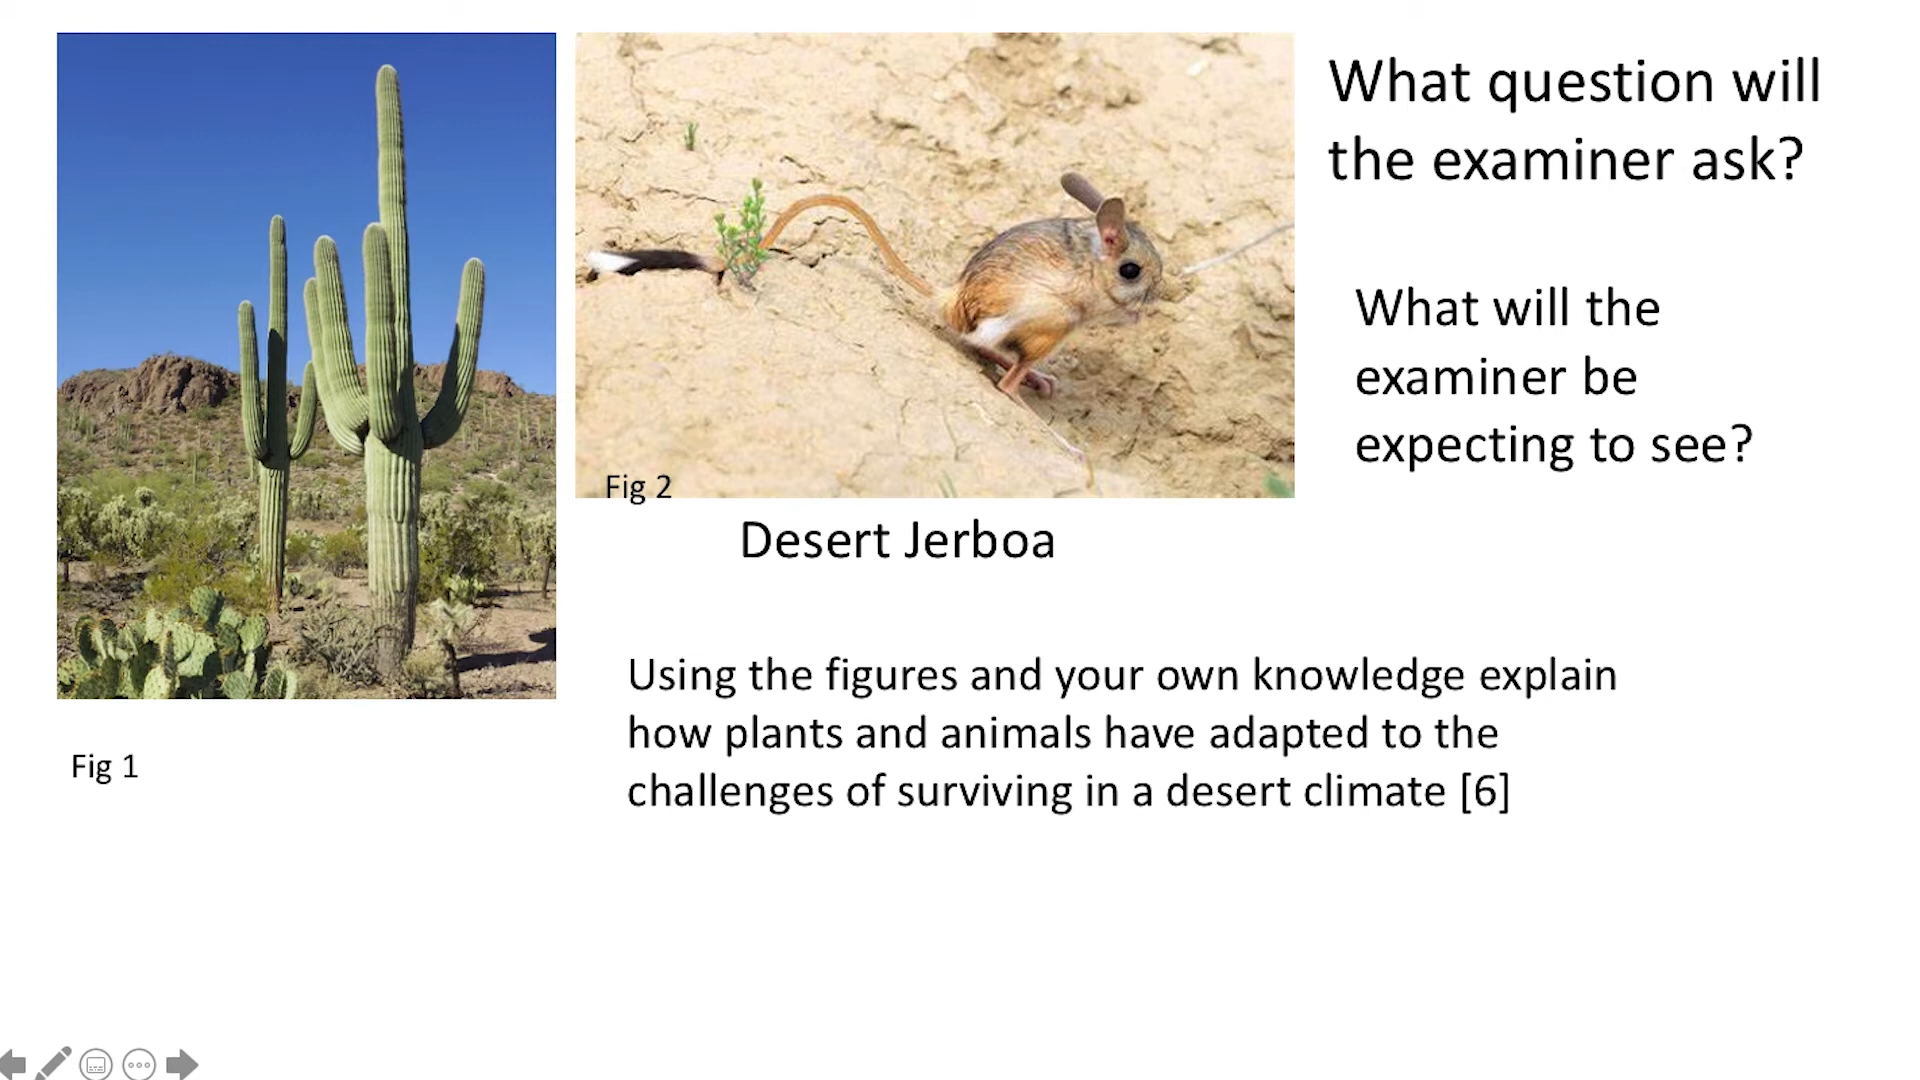 What question will
the examiner ask?
What will the
examiner be
expecting to see?
Fig 2
Desert Jerboa
Using the figures and your own knowledge explain
how plants and animals have adapted to the
challenges of surviving in a desert climate [6]
Fig 1